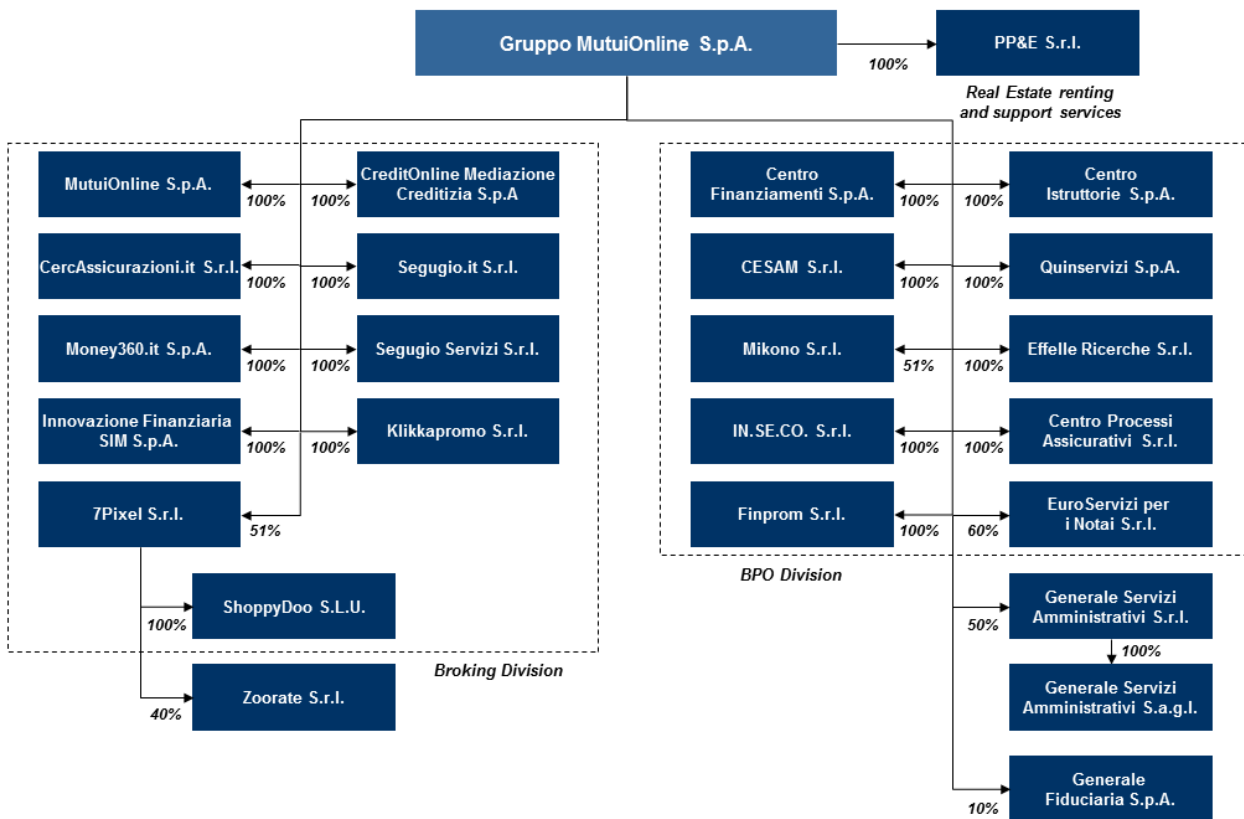 Gruppo MutuiOnline S.p.A.
PP&E S.r.l.
100%
Real Estate renting
and support services
MutuiOnline S.p.A.
CreditOnline Mediazione
Creditizia S.p.A
100%
100%
CercAssicurazioni.it S.r.l.
Segugio.it S.r.l.
100%
100%
Money360.it S.p.A.
Segugio Servizi S.r.l.
100%
100%
Innovazione Finanziaria
SIM S.p.A.
Klikkapromo S.r.l.
100%
100%
7Pixel S.r.l.
51%
ShoppyDoo S.L.U.
100%
Broking Division
Zoorate S.r.l.
40%
Centro
Finanziamenti S.p.A.
Centro
Istruttorie S.p.A.
100%
100%
CESAM S.r.l.
Quinservizi S.p.A.
100%
100%
Mikono S.r.l.
Effelle Ricerche S.r.l.
51%
100%
IN.SE.CO. S.r.l.
Centro Processi
Assicurativi S.r.l.
100%
100%
Finprom S.r.l.
EuroServizi per
i Notai S.r.l.
100%
60%
BPO Division
Generale Servizi
Amministrativi S.r.l.
50%
100%
Generale Servizi
Amministrativi S.a.g.l.
Generale
Fiduciaria S.p.A.
10%